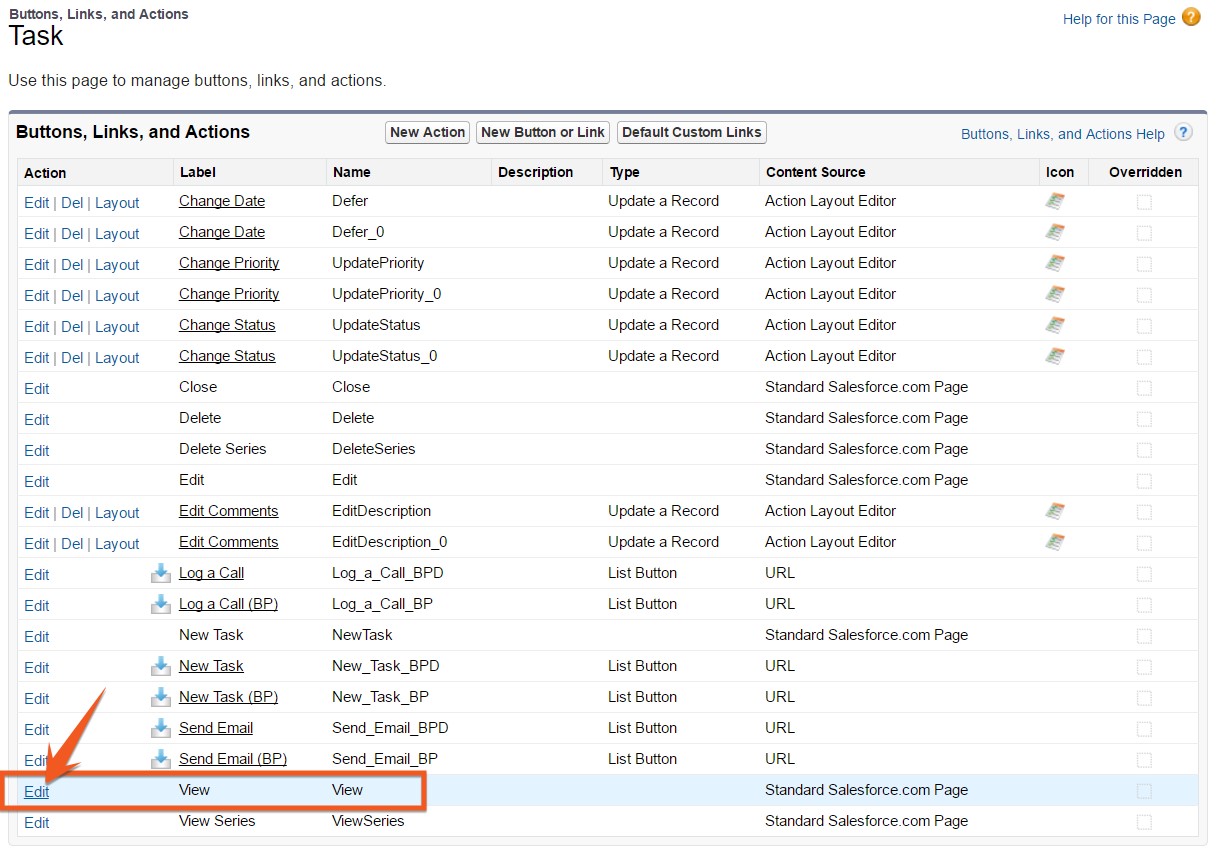 Buttons, Links, and Actions
Task
Help for this Page ?
Use this page to manage buttons, links, and actions.
Buttons, Links, and Actions New Action New Button or Link Default Custom Links Buttons, Links, and Actions Help ?
Action Label Name Description Type Content Source Icon Overridden
Edit | Del | Layout Change Date Defer Update a Record Action Layout Editor
Edit | Del | Layout Change Date Defer_0 Update a Record Action Layout Editor
Edit | Del | Layout Change Priority UpdatePriority Update a Record Action Layout Editor
Edit | Del | Layout Change Priority UpdatePriority_0 Update a Record Action Layout Editor
Edit | Del | Layout Change Status UpdateStatus Update a Record Action Layout Editor
Edit | Del | Layout Change Status UpdateStatus_0 Update a Record Action Layout Editor
Edit Close Close Standard Salesforce.com Page
Edit Delete Delete Standard Salesforce.com Page
Edit Delete Series DeleteSeries Standard Salesforce.com Page
Edit Edit Edit Standard Salesforce.com Page
Edit | Del | Layout Edit Comments EditDescription Update a Record Action Layout Editor
Edit | Del | Layout Edit Comments EditDescription_0 Update a Record Action Layout Editor
Edit Log a Call Log_a_Call_BPD List Button URL
Edit Log a Call (BP) Log_a_Call_BP List Button URL
Edit New Task NewTask Standard Salesforce.com Page
Edit New Task New_Task_BPD List Button URL
Edit New Task (BP) New_Task_BP List Button URL
Edit Send Email Send_Email_BPD List Button URL
Edit Send Email (BP) Send_Email_BP List Button URL
Edit View View Standard Salesforce.com Page
Edit View Series ViewSeries Standard Salesforce.com Page